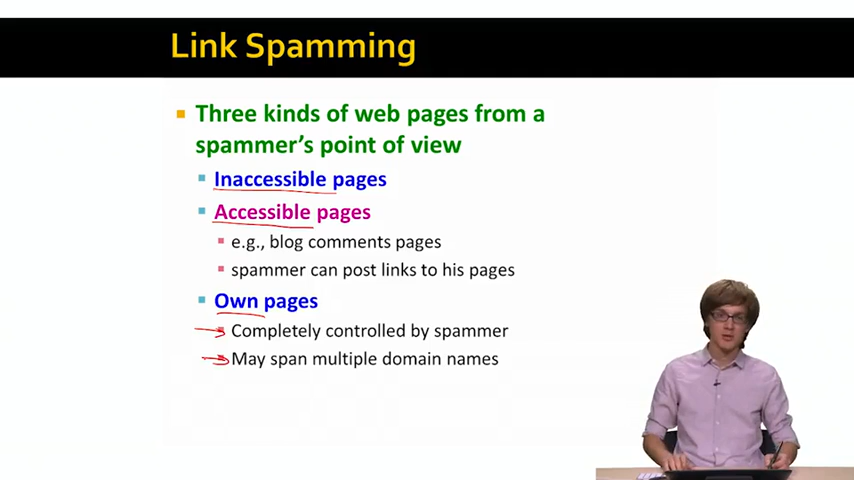 Link Spamming
Three kinds of web pages from a
spammer's point of view
Inaccessible pages
Accessible pages
e.g., blog comments pages
spammer can post links to his pages
Own pages
Completely controlled by spammer
May span multiple domain names